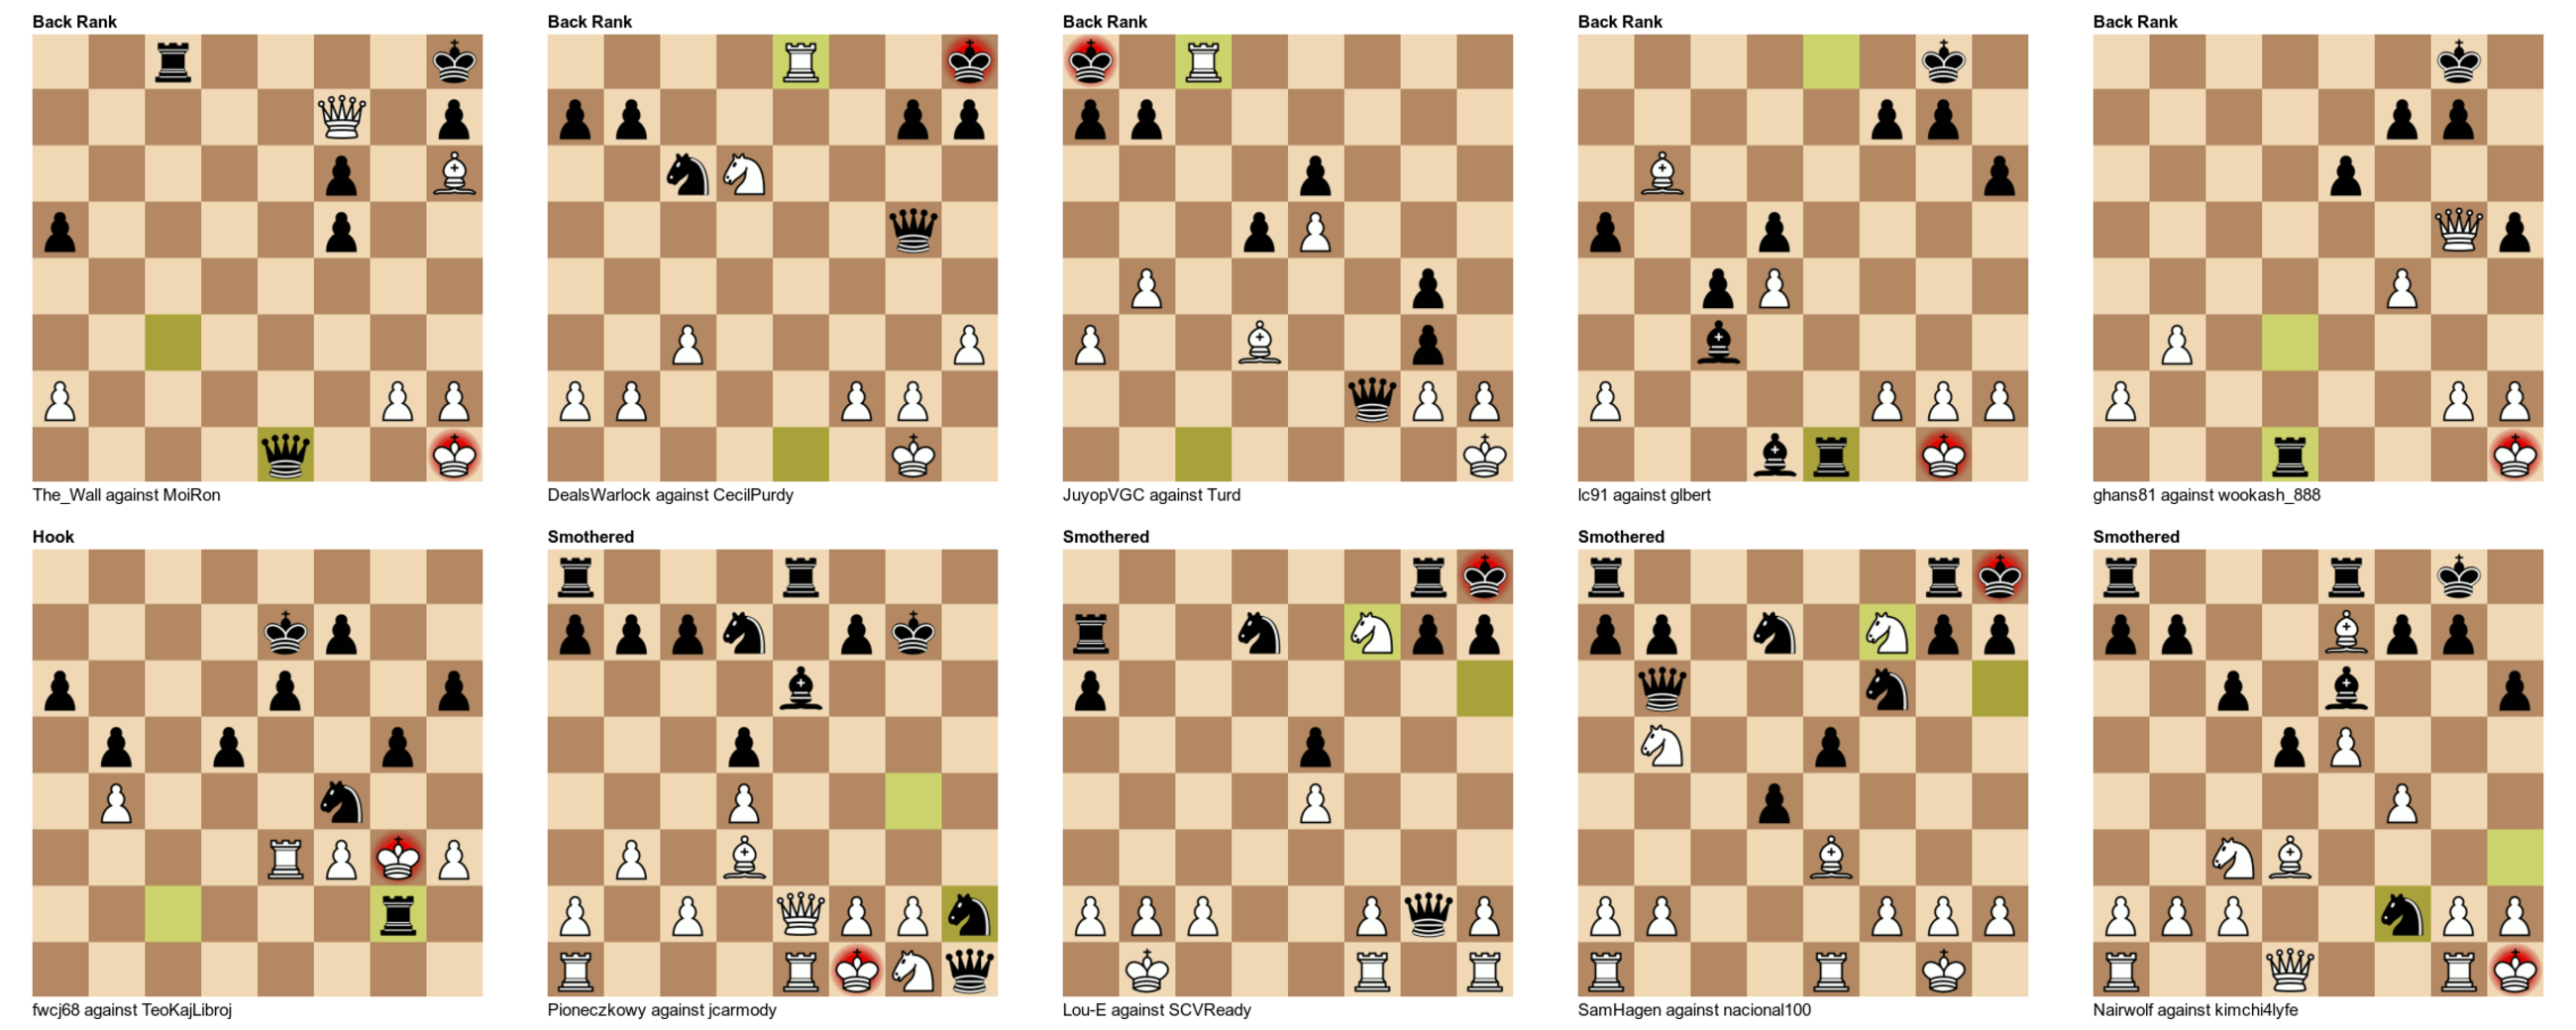 Back Rank
Back Rank
Back Rank
Back Rank
Back Rank
The_Wall against MoiRon
DealsWarlock against CecilPurdy
JuyopVGC against Turd
lc91 against glbert
ghans81 against wookash_888
Hook
Smothered
Smothered
Smothered
Smothered
fwcj68 against TeoKajLibroj
Pioneczkowy against jcarmody
Lou-E against SCVReady
SamHagen against nacional100
Nairwolf against kimchi4lyfe